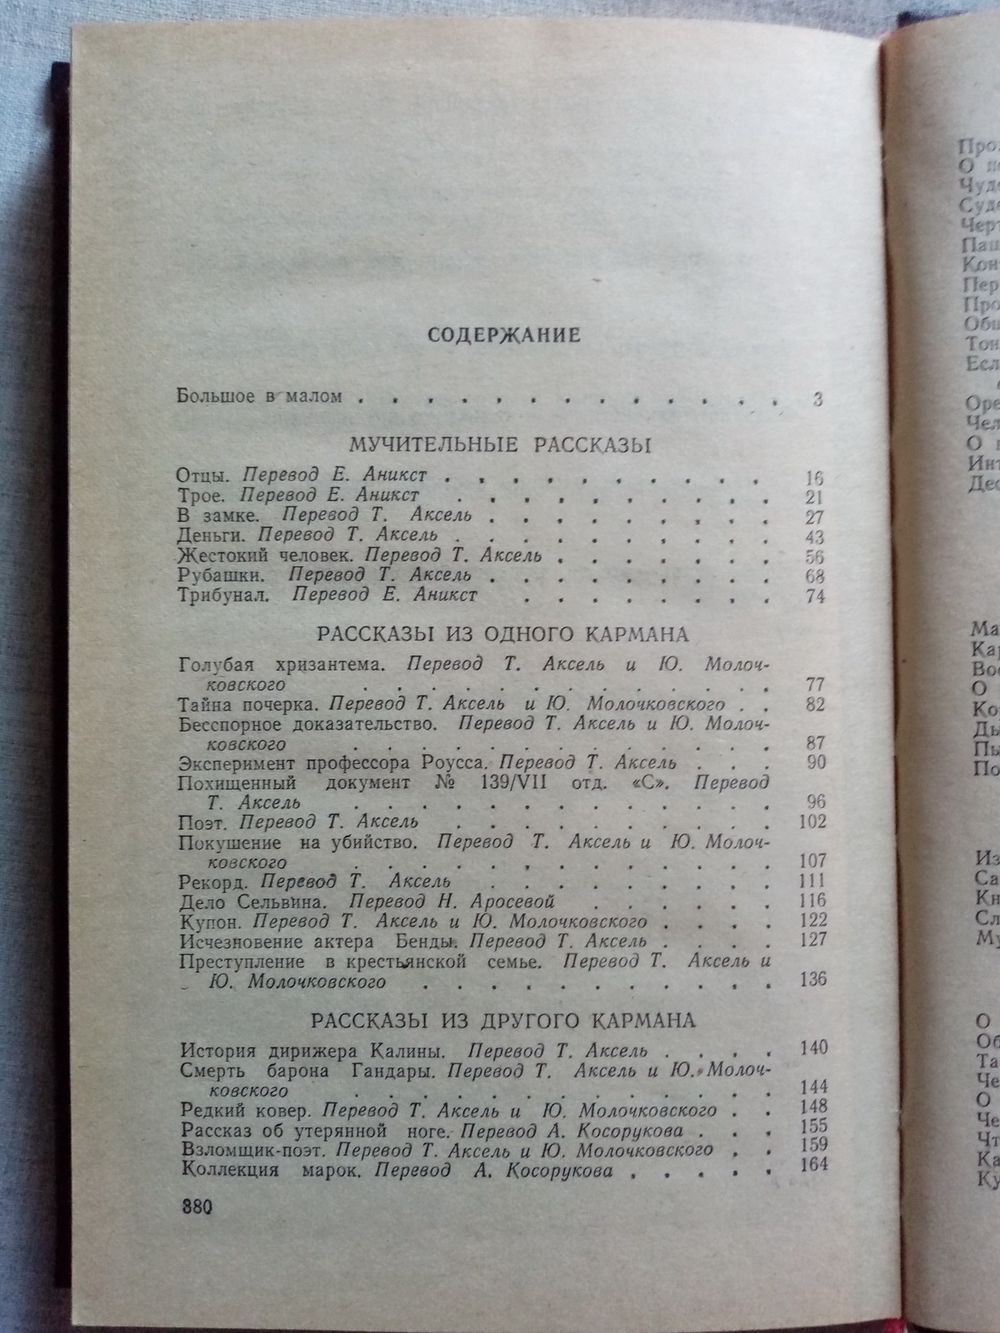 СОДЕРЖАНИЕ
Большое в малом . . . . . . . . . . . . . 3
МУЧИТЕЛЬНЫЕ РАССКАЗЫ
Отцы. Перевод Е. Аникст . . . . . . . . . . 16
Трое. Перевод Е. Аникст . . . . . . . . . . 21
В замке. Перевод Т. Аксель . . . . . . . . . 27
Деньги. Перевод Т. Аксель . . . . . . . . . . 43
Жестокий человек. Перевод Т. Аксель . . . . . . . 56
Рубашки. Перевод Т. Аксель . . . . . . . . . 68
Трибунал. Перевод Е. Аникст . . . . . . . . 74
РАССКАЗЫ ИЗ ОДНОГО КАРМАНА
Голубая хризантема. Перевод Т. Аксель и Ю. Молоч-
ковского . . . . . . . . . . . . . 77
Тайна почерка. Перевод Т. Аксель и Ю. Молочковского . . 82
Бесспорное доказательство. Перевод Т. Аксель и Ю. Молоч-
ковского . . . . . . . . . . . . . 87
Эксперимент профессора Роусса. Перевод Т. Аксель . . . 90
Похищенный документ № 139/VII отд. «С». Перевод
Т. Аксель . . . . . . . . . . . . . 96
Поэт. Перевод Т. Аксель . . . . . . . . . . 102
Покушение на убийство. Перевод Т. Аксель и Ю. Молоч-
ковского . . . . . . . . . . . . . 107
Рекорд. Перевод Т. Аксель . . . . . . . . . 111
Дело Сельвина. Перевод Н. Аросевой . . . . . . 116
Купон. Перевод Т. Аксель и Ю. Молочковского . . . . 122
Исчезновение актера Бенды. Перевод Т. Аксель . . . . 127
Преступление в крестьянской семье. Перевод Т. Аксель и
Ю. Молочковского . . . . . . . . . . . 136
РАССКАЗЫ ИЗ ДРУГОГО КАРМАНА
История дирижера Калины. Перевод Т. Аксель . . . . 140
Смерть барона Гандары. Перевод Т. Аксель и Ю. Молоч-
ковского . . . . . . . . . . . . . 144
Редкий ковер. Перевод Т. Аксель и Ю. Молочковского . . 148
Рассказ об утерянной ноге. Перевод А. Косорукова . . . 155
Взломщик-поэт. Перевод Т. Аксель и Ю. Молочковского . . 159
Коллекция марок. Перевод А. Косорукова . . . . . 164
880